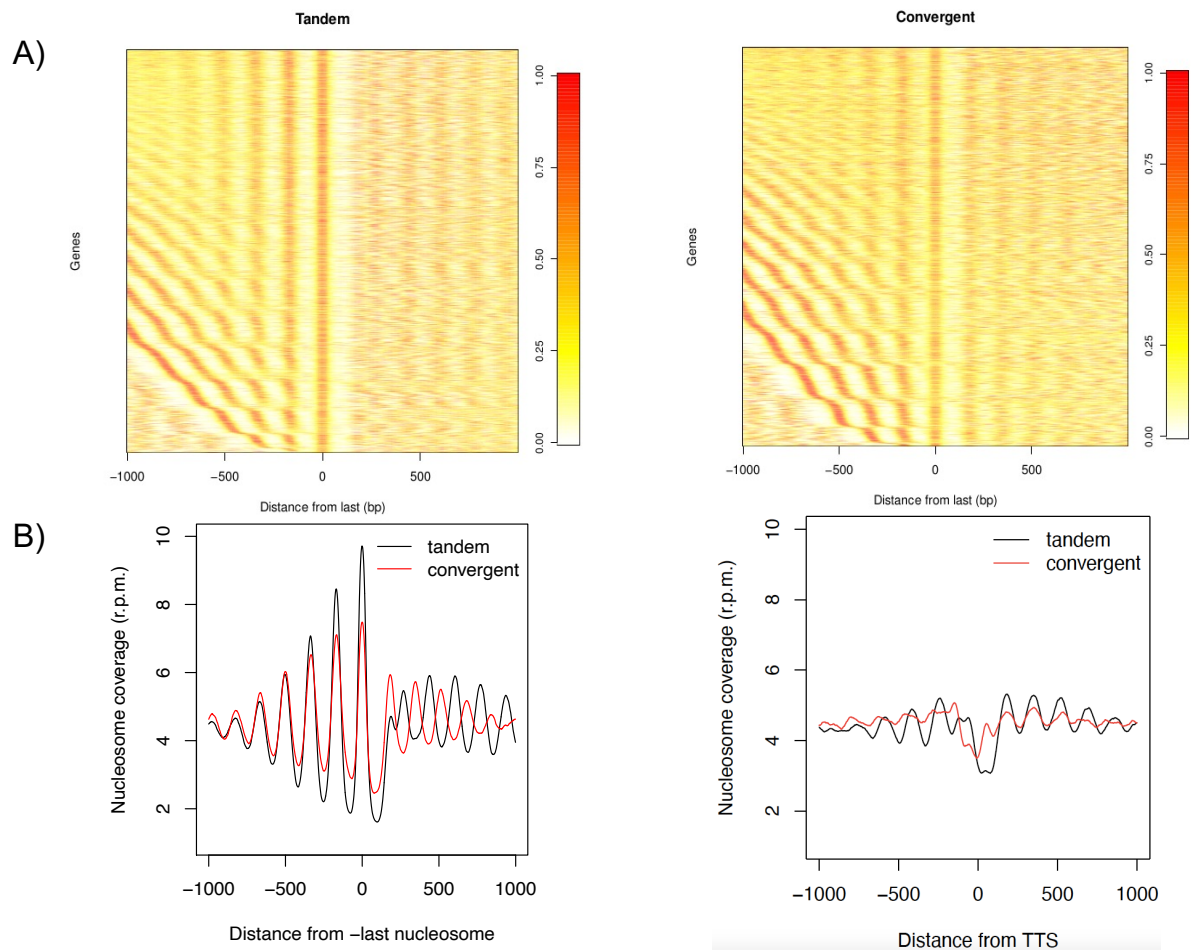 Tandem
Convergent
A)
Genes
0.00
0.25
0.50
0.75
1.00
−1000
−500
0
500
Distance from last (bp)
Genes
0.00
0.25
0.50
0.75
1.00
−1000
−500
0
500
Distance from last (bp)
B)
Nucleosome coverage (r.p.m.)
10
8
6
4
2
tandem
convergent
−1000
−500
0
500
1000
Distance from −last nucleosome
Nucleosome coverage (r.p.m.)
10
8
6
4
2
tandem
convergent
−1000
−500
0
500
1000
Distance from TTS